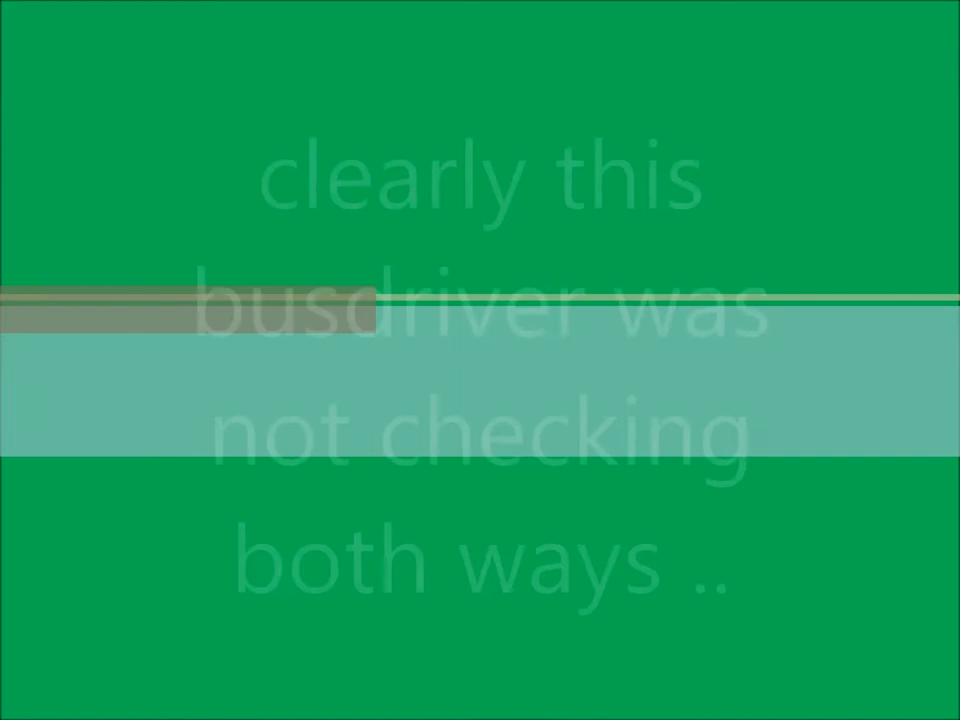 clearly this
busdriver was
not checking
both ways ..